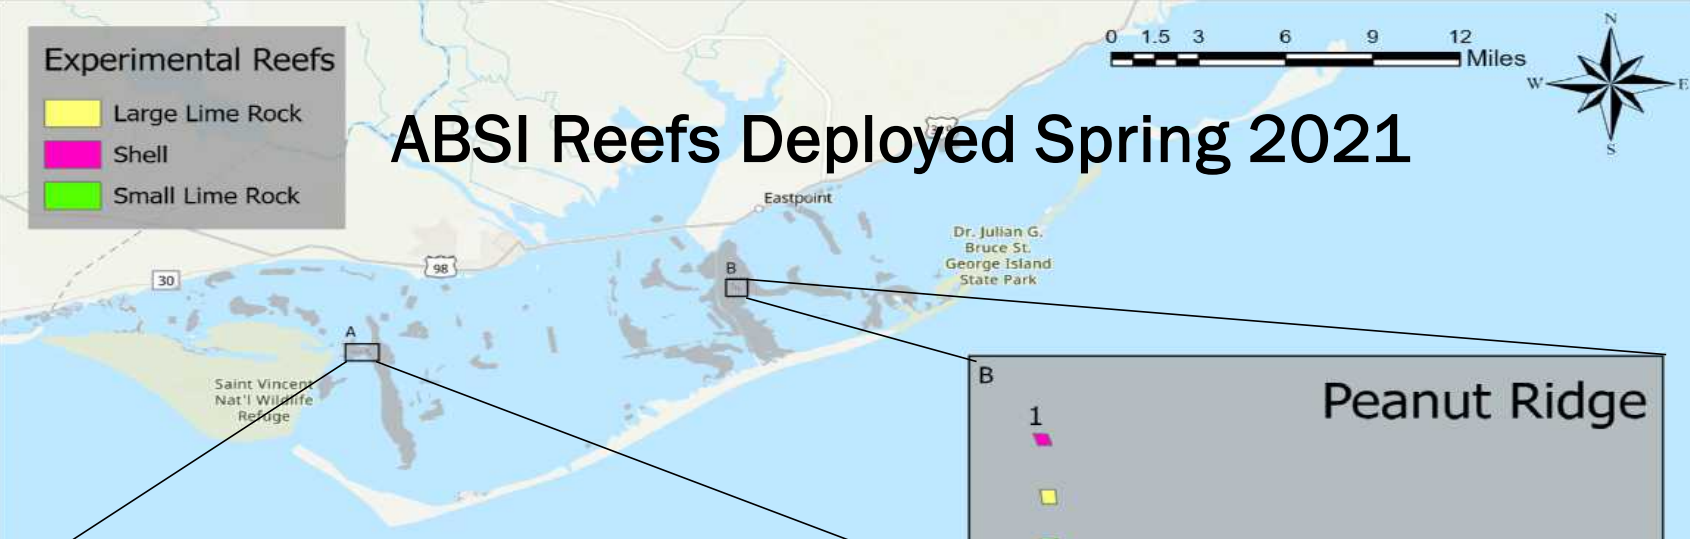 Experimental Reefs
Large Lime Rock
Shell
Small Lime Rock
ABSI Reefs Deployed Spring 2021
0 1.5 3 6 9 12
Miles
N
W E
S
Eastpoint
Dr. Julian G.
Bruce St.
George Island
State Park
30
98
B
A
Saint Vincent
Nat'l Wildlife
Refuge
B
Peanut Ridge
1